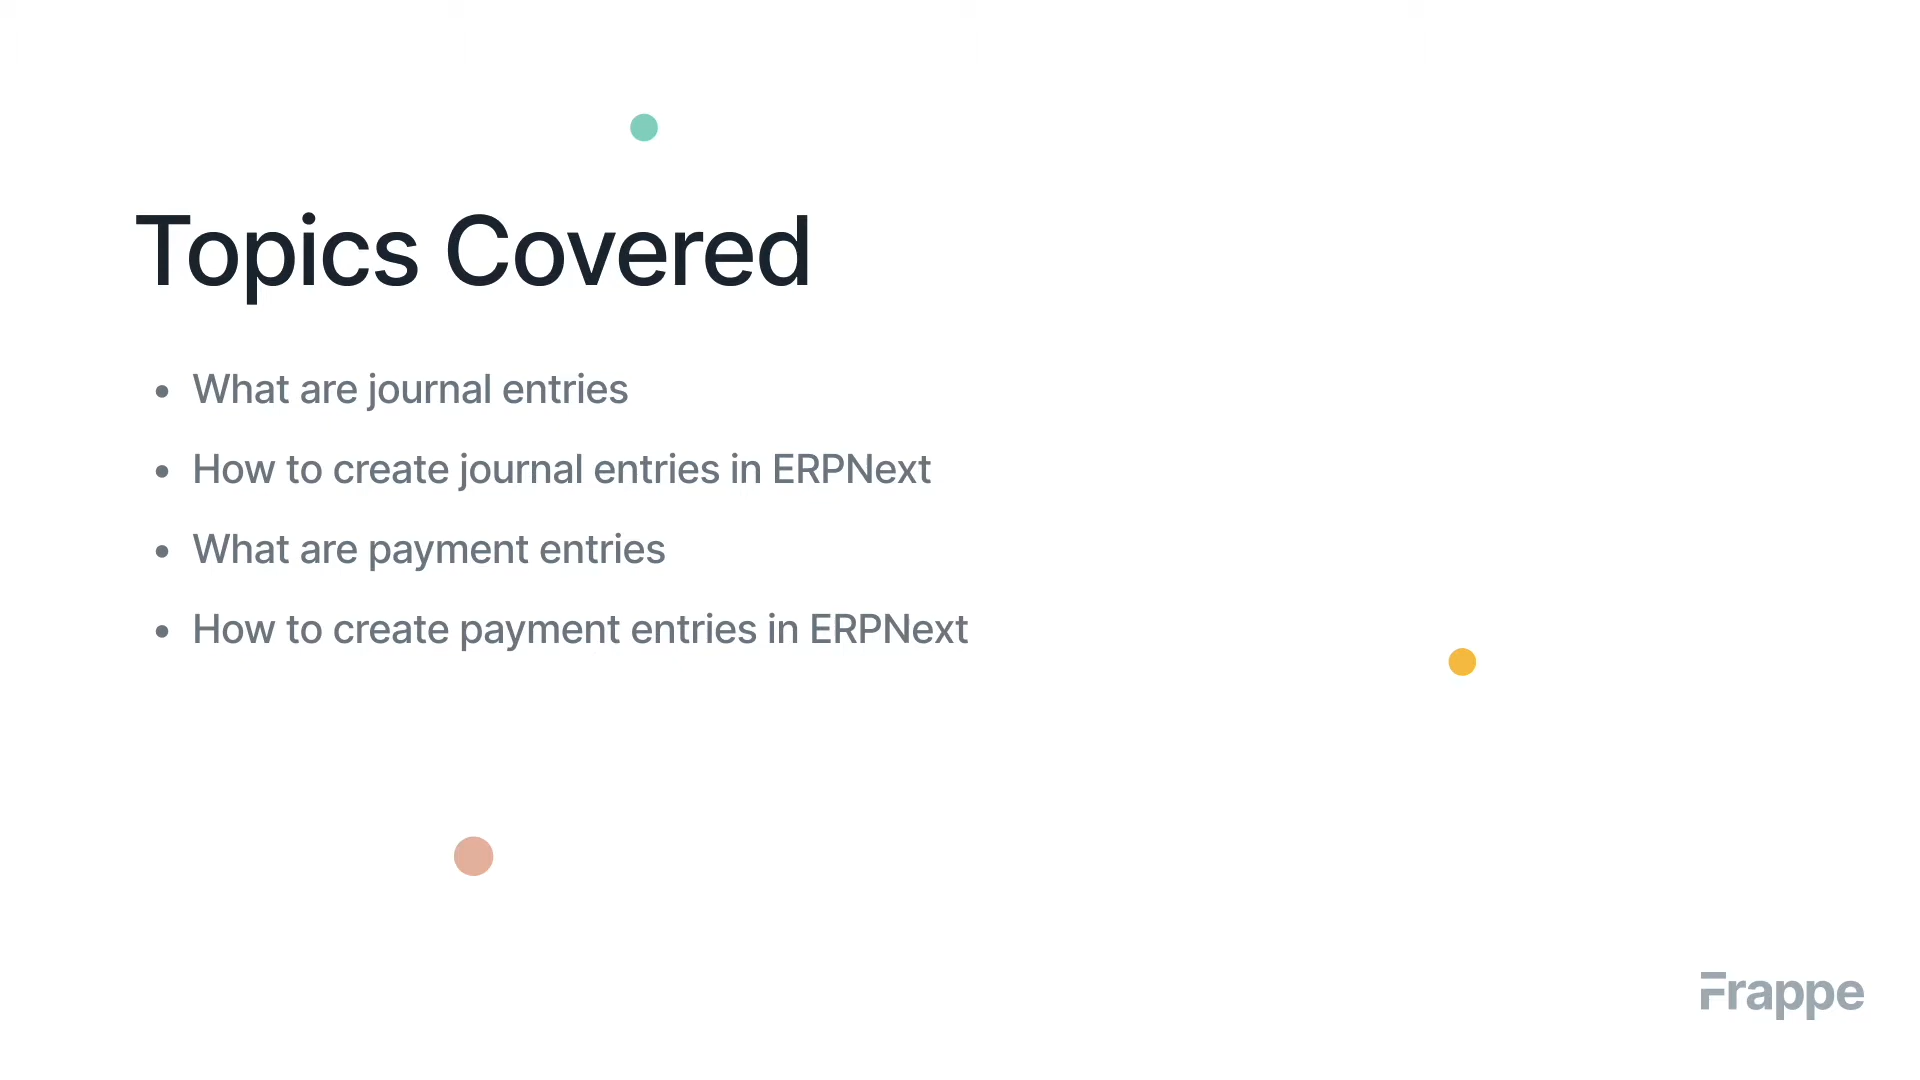 Topics Covered
• What are journal entries
• How to create journal entries in ERPNext
• What are payment entries
• How to create payment entries in ERPNext
Frappe